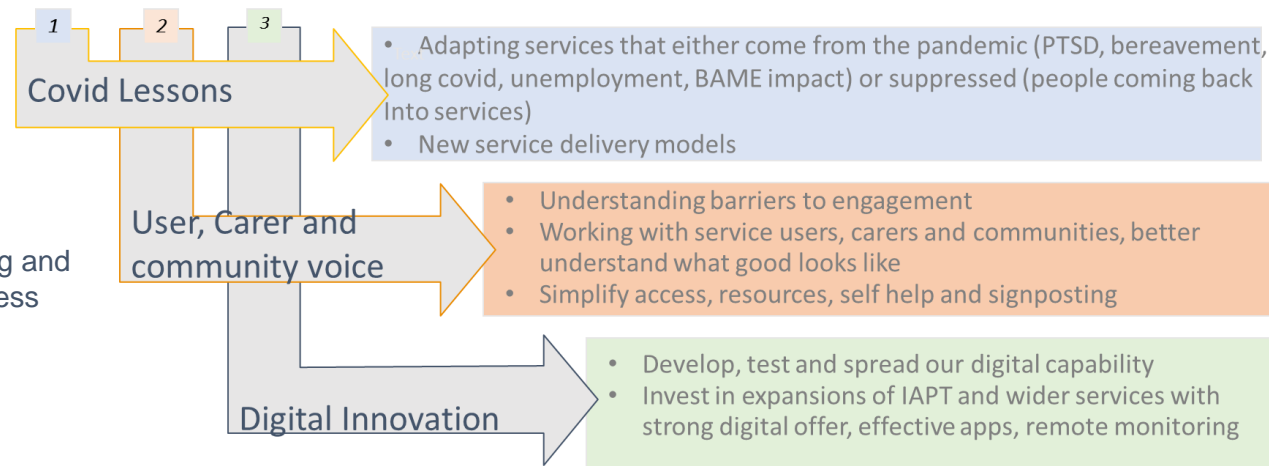 1
2
3
Covid Lessons
• Adapting services that either come from the pandemic (PTSD, bereavement,
long covid, unemployment, BAME impact) or suppressed (people coming back
Into services)
• New service delivery models
User, Carer and
community voice
• Understanding barriers to engagement
• Working with service users, carers and communities, better
understand what good looks like
• Simplify access, resources, self help and signposting
and
Digital Innovation
• Develop, test and spread our digital capability
• Invest in expansions of IAPT and wider services with
strong digital offer, effective apps, remote monitoring